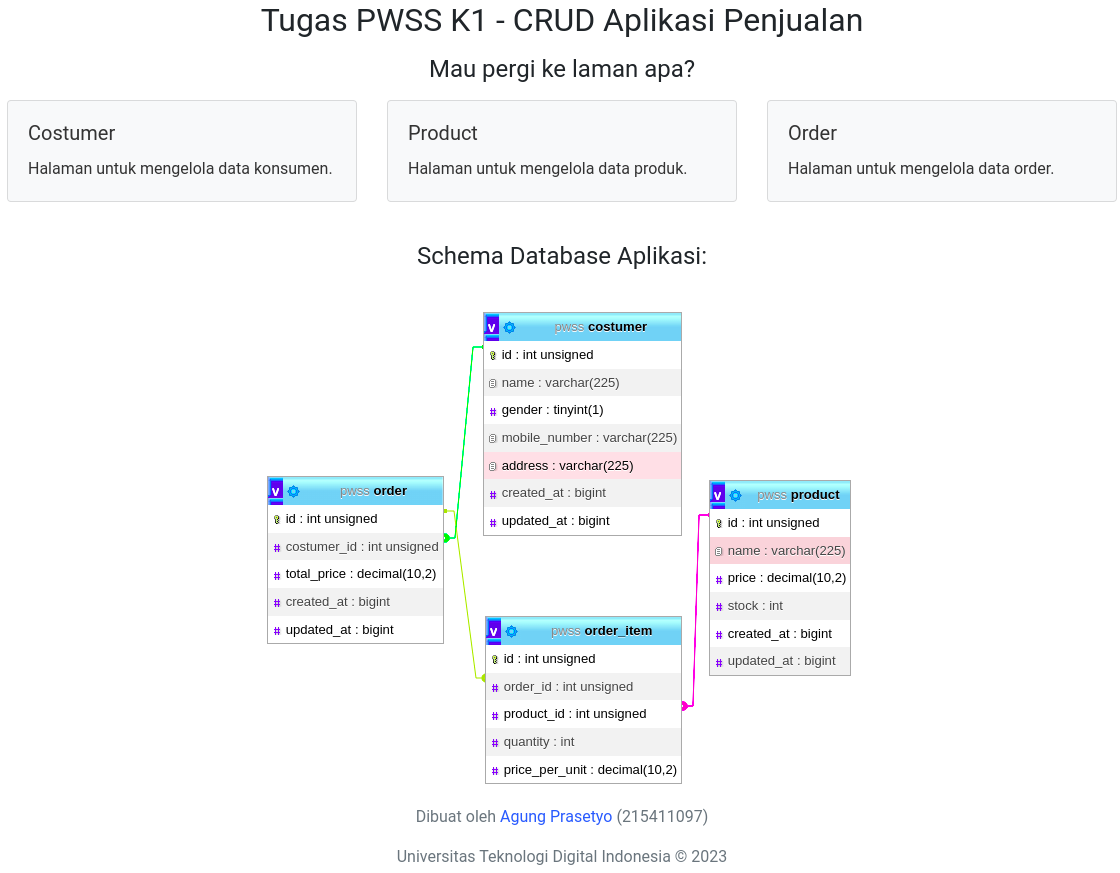 Tugas PWSS K1 - CRUD Aplikasi Penjualan
Mau pergi ke laman apa?
Costumer
Halaman untuk mengelola data konsumen.
Product
Halaman untuk mengelola data produk.
Order
Halaman untuk mengelola data order.
Schema Database Aplikasi:
v pwss costumer
id : int unsigned
name : varchar(225)
# gender : tinyint(1)
mobile_number : varchar(225)
address : varchar(225)
# created_at : bigint
# updated_at : bigint
v pwss order
id : int unsigned
# costumer_id : int unsigned
# total_price : decimal(10,2)
# created_at : bigint
# updated_at : bigint
v pwss product
id : int unsigned
name : varchar(225)
# price : decimal(10,2)
# stock : int
# created_at : bigint
# updated_at : bigint
v pwss order_item
id : int unsigned
# order_id : int unsigned
# product_id : int unsigned
# quantity : int
# price_per_unit : decimal(10,2)
Dibuat oleh Agung Prasetyo (215411097)
Universitas Teknologi Digital Indonesia © 2023